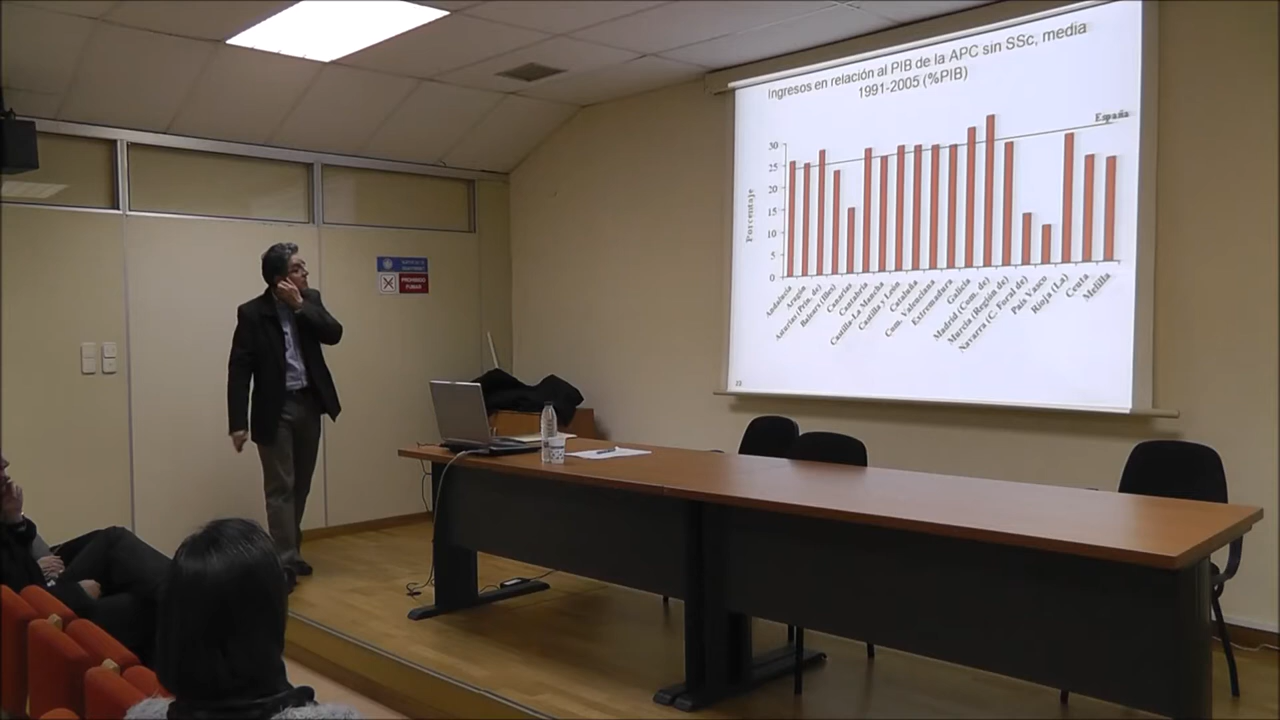 Ingresos en relación al PIB de la APC sin SSc, media
1991-2005 (%PIB)
España
Porcentaje
30
25
20
15
10
5
0
Andalucía
Aragón
Asturias (Prin. de)
Balears (Illes)
Canarias
Cantabria
Castilla-La Mancha
Castilla y León
Cataluña
Com. Valenciana
Extremadura
Galicia
Madrid (Com. de)
Murcia (Región de)
Navarra (C. Foral de)
País Vasco
Rioja (La)
Ceuta
Melilla
23
PROHIBIDO
FUMAR